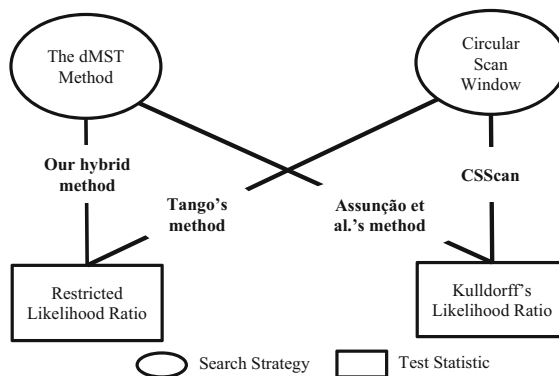 The dMST
Method
Circular
Scan
Window
Our hybrid
method
CSScan
Tango's
method
Assunção et
al.'s method
Restricted
Likelihood Ratio
Kulldorff's
Likelihood Ratio
Search Strategy
Test Statistic